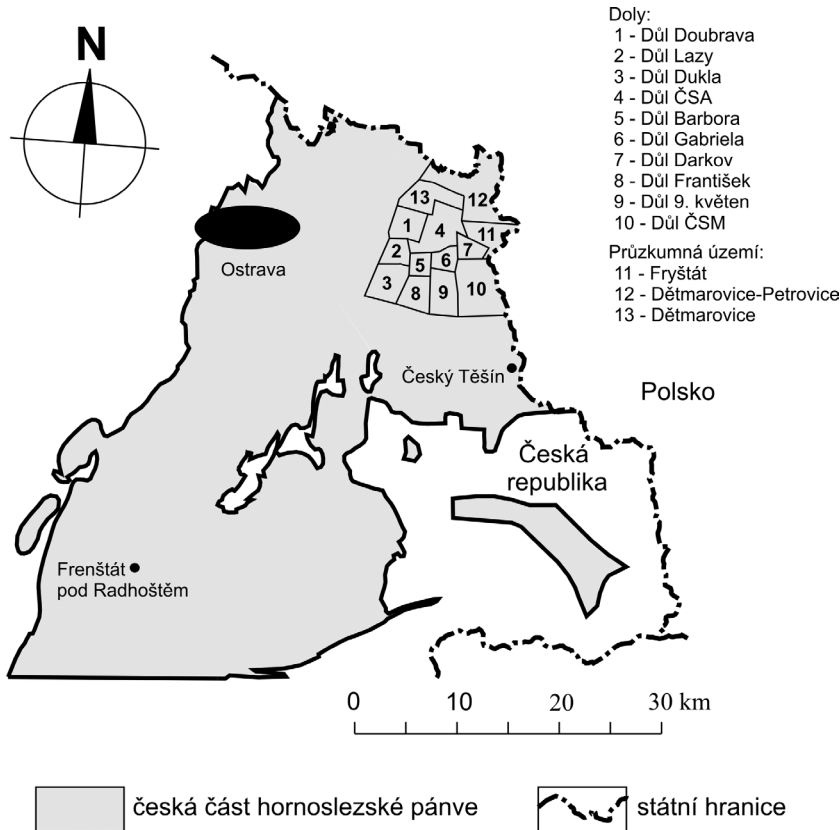 N
Doly:
1 - Důl Doubrava
2 - Důl Lazy
3 - Důl Dukla
4 - Důl ČSA
5 - Důl Barbora
6 - Důl Gabriela
7 - Důl Darkov
8 - Důl František
9 - Důl 9. květen
10 - Důl ČSM
Průzkumná území:
11 - Fryštát
12 - Dětmarovice-Petrovice
13 - Dětmarovice
13
12
1
4
11
2
5
6
7
3
8
9
10
Ostrava
Český Těšín
Polsko
Česká
republika
Frenštát
pod Radhoštěm
0 10 20 30 km
česká část hornoslezské pánve
státní hranice